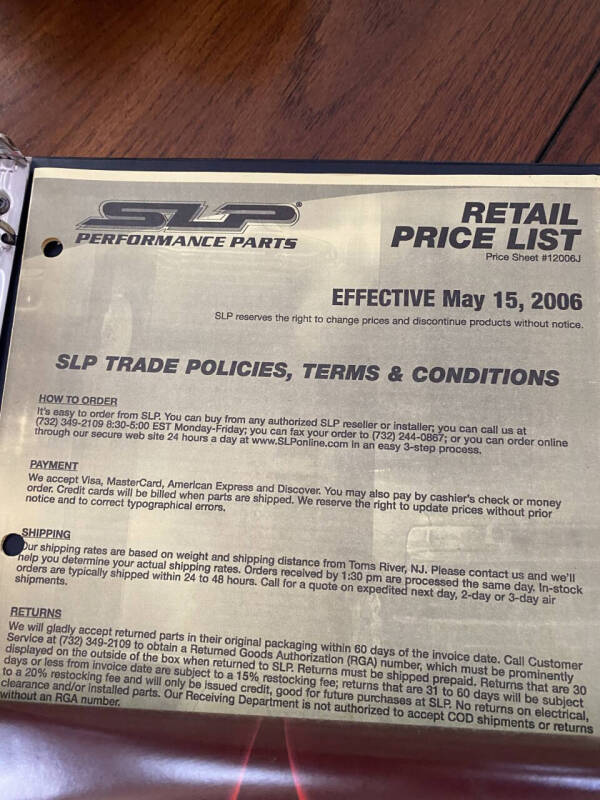 SLP®
PERFORMANCE PARTS
RETAIL
PRICE LIST
Price Sheet #12006J
EFFECTIVE May 15, 2006
SLP reserves the right to change prices and discontinue products without notice.
SLP TRADE POLICIES, TERMS & CONDITIONS
HOW TO ORDER
It's easy to order from SLP. You can buy from any authorized SLP reseller or installer; you can call us at
(732) 349-2109 8:30-5:00 EST Monday-Friday; you can fax your order to (732) 244-0867; or you can order online
through our secure web site 24 hours a day at www.SLPonline.com in an easy 3-step process.
PAYMENT
We accept Visa, MasterCard, American Express and Discover. You may also pay by cashier's check or money
order. Credit cards will be billed when parts are shipped. We reserve the right to update prices without prior
notice and to correct typographical errors.
SHIPPING
Our shipping rates are based on weight and shipping distance from Toms River, NJ. Please contact us and we'll
help you determine your actual shipping rates. Orders received by 1:30 pm are processed the same day. In-stock
orders are typically shipped within 24 to 48 hours. Call for a quote on expedited next day, 2-day or 3-day air
shipments.
RETURNS
We will gladly accept returned parts in their original packaging within 60 days of the invoice date. Call Customer
Service at (732) 349-2109 to obtain a Returned Goods Authorization (RGA) number, which must be prominently
displayed on the outside of the box when returned to SLP. Returns must be shipped prepaid. Returns that are 30
days or less from invoice date are subject to a 15% restocking fee; returns that are 31 to 60 days will be subject
to a 20% restocking fee and will only be issued credit, good for future purchases at SLP. No returns on electrical,
clearance and/or installed parts. Our Receiving Department is not authorized to accept COD shipments or returns
without an RGA number.